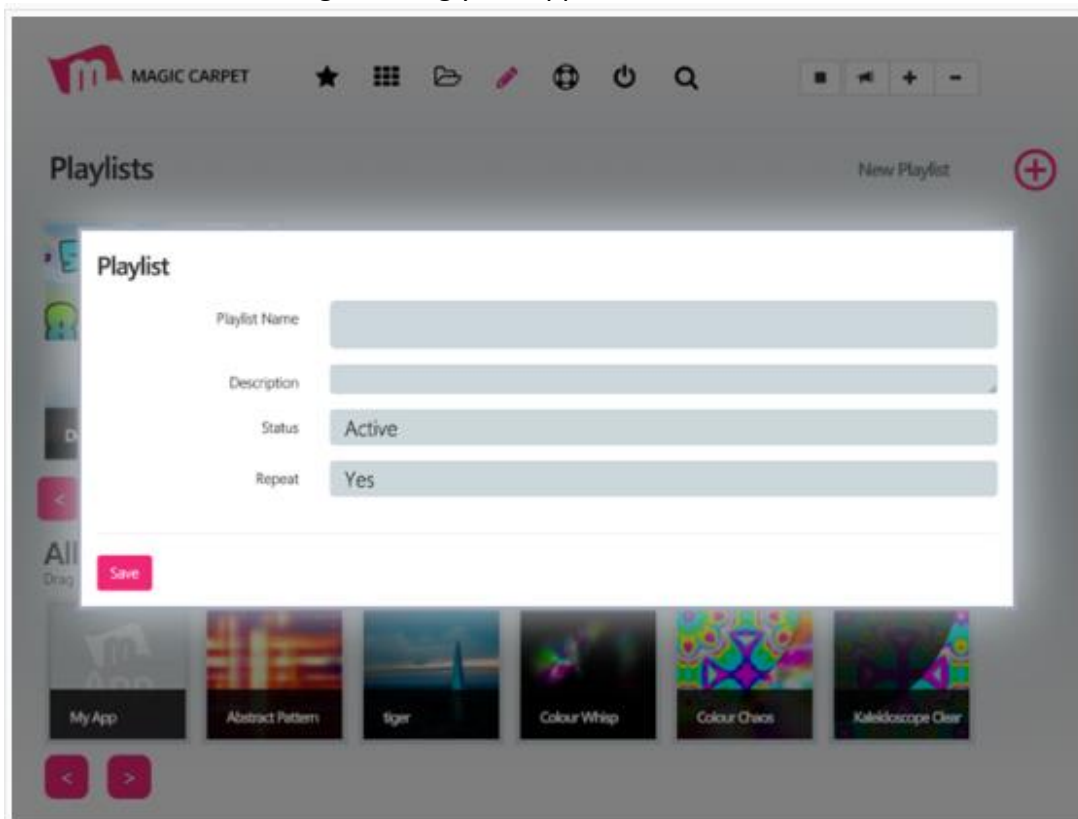 MAGIC CARPET
Playlists
New Playlist
Playlist
Playlist Name
Description
Status
Active
Repeat
Yes
Save
All
Drag
My App
Abstract Pattern
tiger
Colour Whisp
Colour Chaos
Kaleidoscope Clear
< >